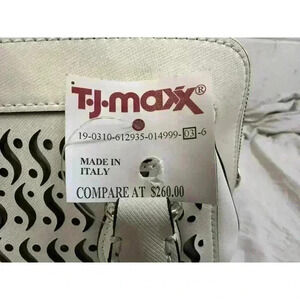 T·J·maxx®
19-0310-612935-014999-03-6
MADE IN
ITALY
COMPARE AT $260.00